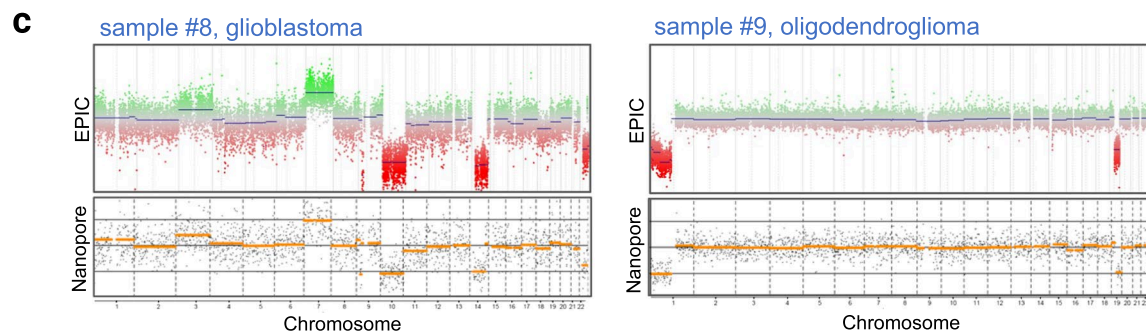 c
sample #8, glioblastoma
sample #9, oligodendroglioma
EPIC
EPIC
Nanopore
Nanopore
1 2 3 4 5 6 7 8 9 10 11 12 13 14 15 16 17 18 19 20 21 22
1 2 3 4 5 6 7 8 9 10 11 12 13 14 15 16 17 18 19 20 21
Chromosome
Chromosome